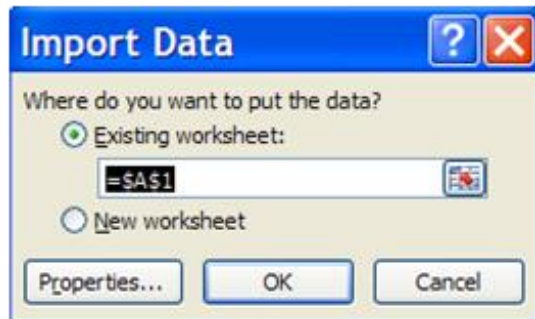 Import Data ?
Where do you want to put the data?
Existing worksheet:
=$A$1
New worksheet
Properties... OK Cancel